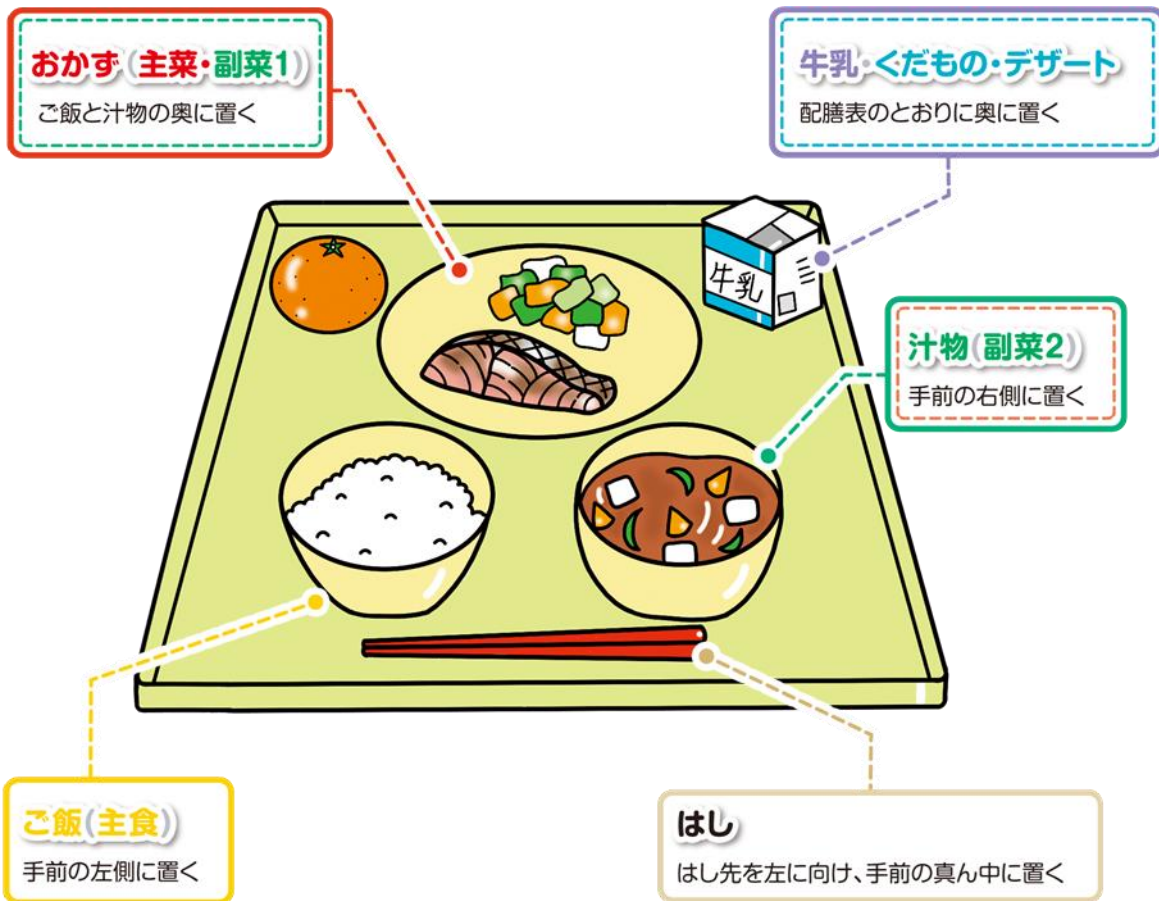 おかず(主菜・副菜1)
ご飯と汁物の奥に置く
牛乳・くだもの・デザート
配膳表のとおりに奥に置く
牛乳
汁物(副菜2)
手前の右側に置く
ご飯(主食)
手前の左側に置く
はし
はし先を左に向け、手前の真ん中に置く